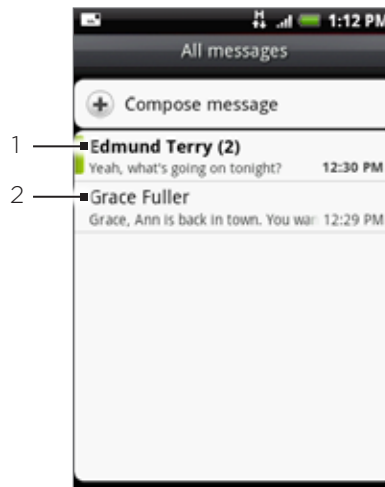 H 1:12 PM
All messages
Compose message
1 Edmund Terry (2)
Yeah, what's going on tonight? 12:30 PM
2 Grace Fuller
Grace, Ann is back in town. You wan 12:29 PM